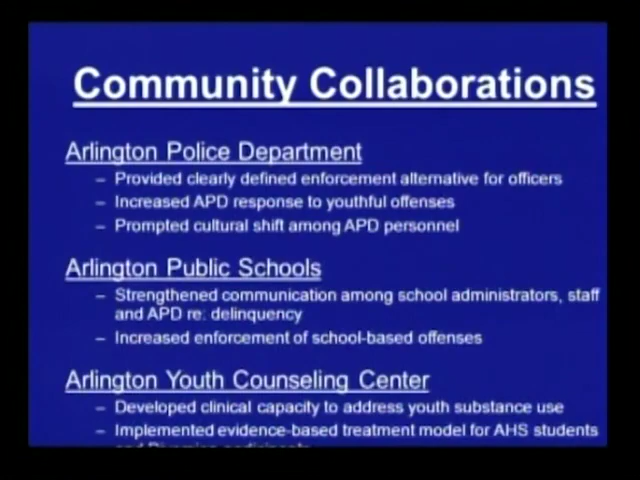 Community Collaborations
Arlington Police Department
– Provided clearly defined enforcement alternative for officers
– Increased APD response to youthful offenses
– Prompted cultural shift among APD personnel
Arlington Public Schools
– Strengthened communication among school administrators, staff
and APD re: delinquency
– Increased enforcement of school-based offenses
Arlington Youth Counseling Center
– Developed clinical capacity to address youth substance use
– Implemented evidence-based treatment model for AHS students